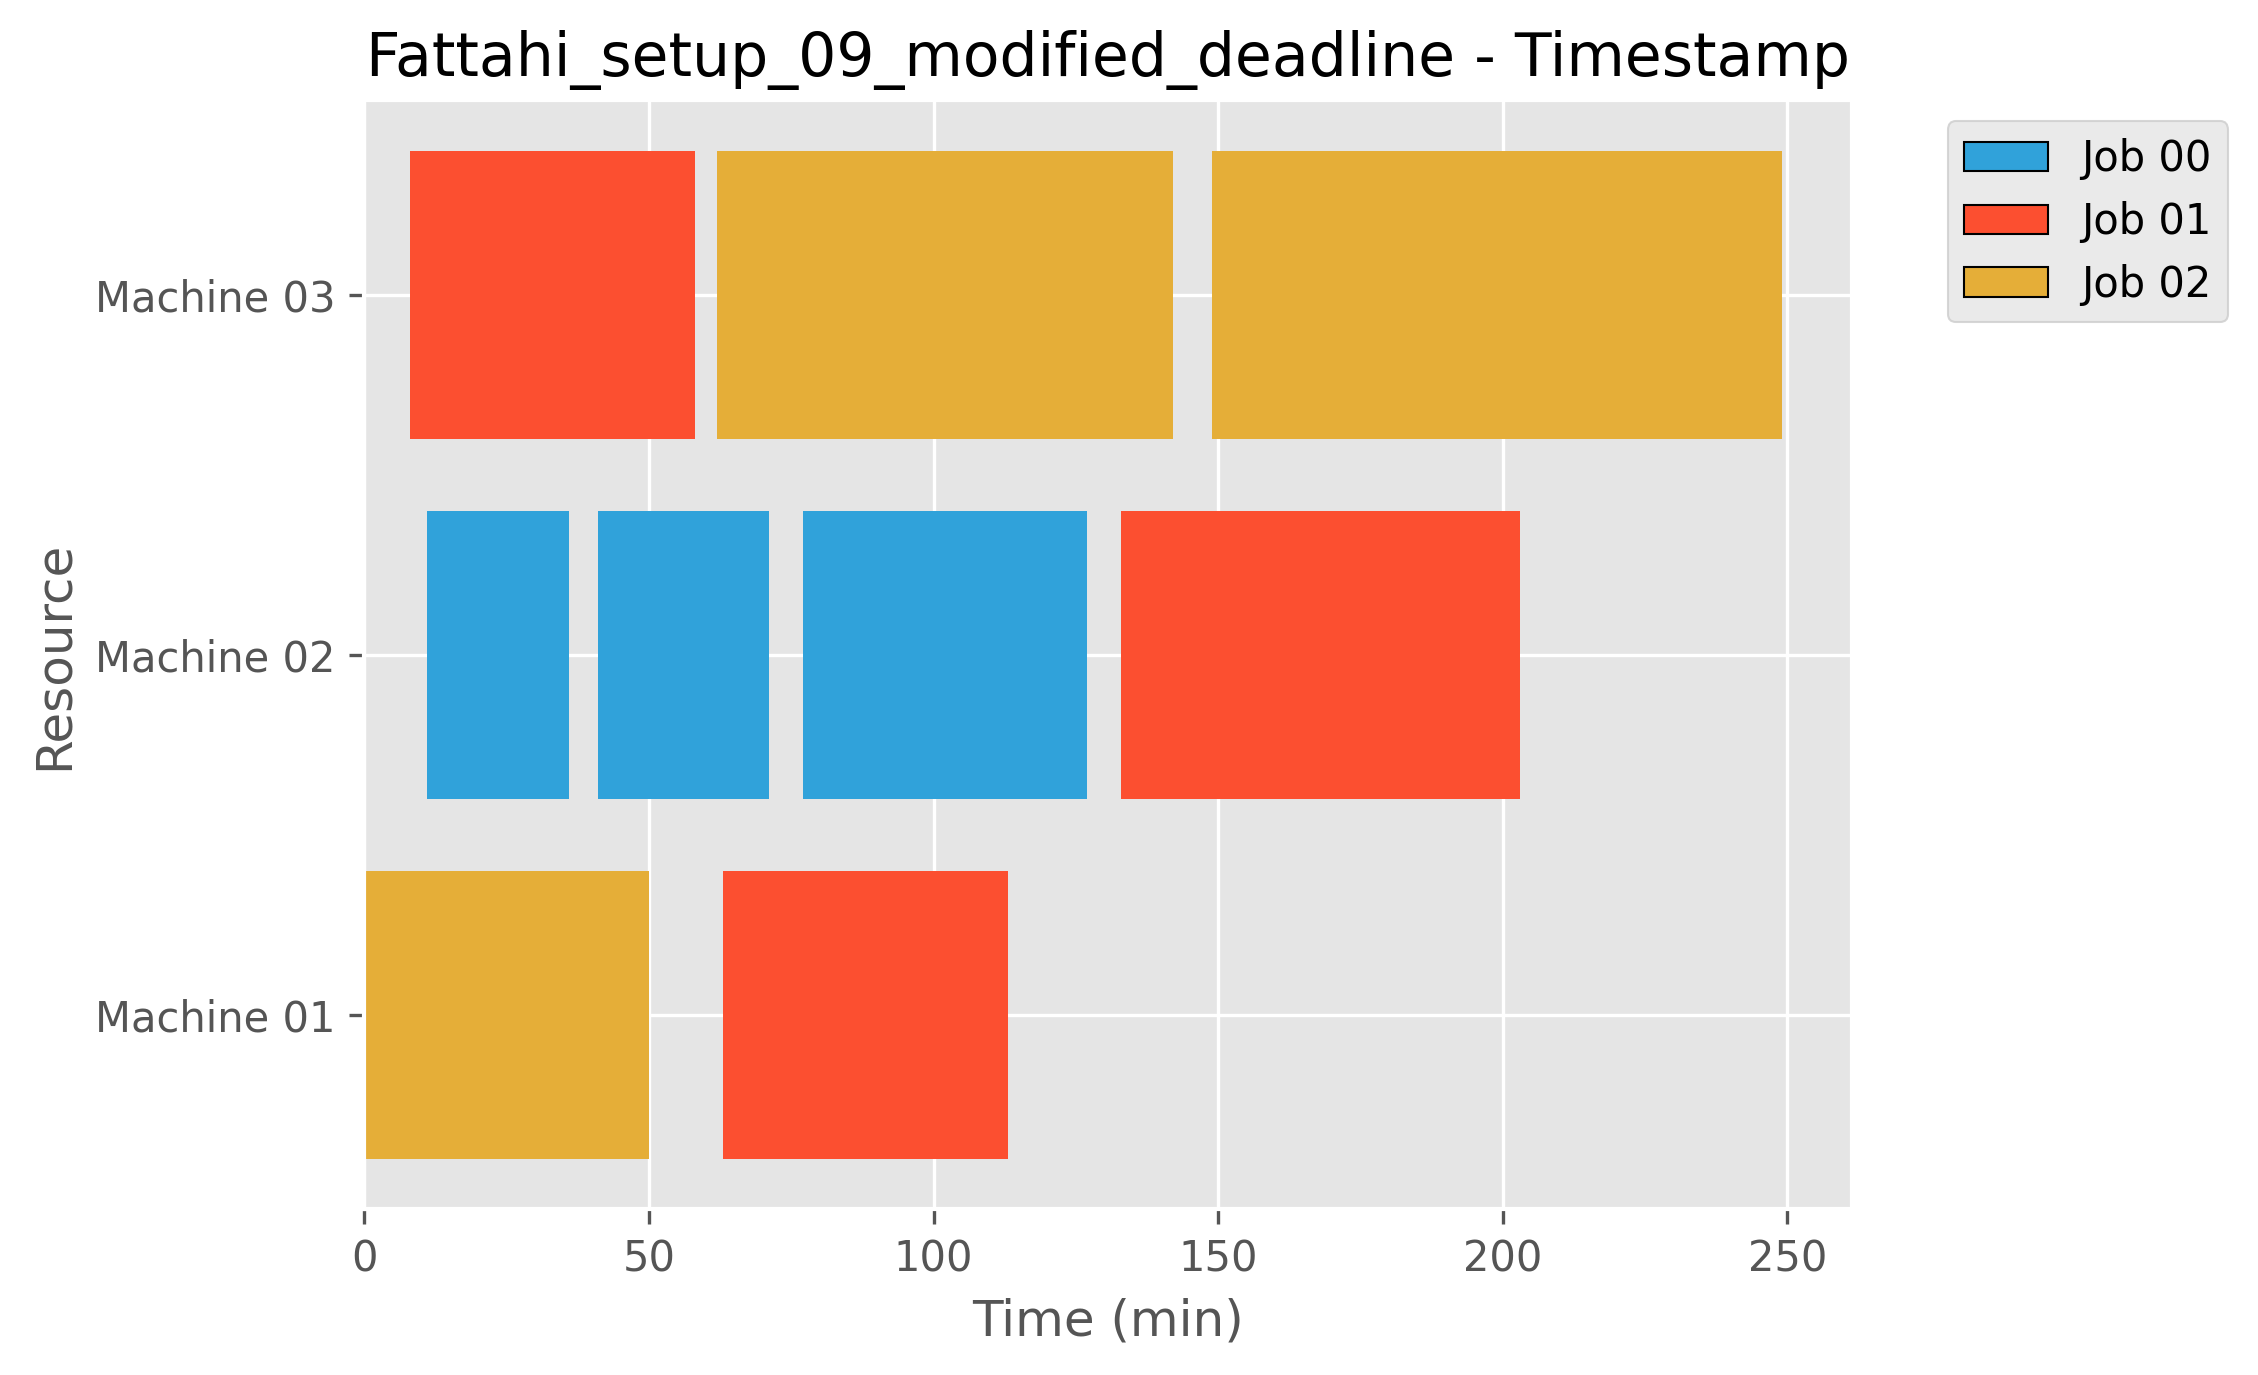 Fattahi_setup_09_modified_deadline - Timestamp
Job 00
Job 01
Job 02
Machine 03
Machine 02
Machine 01
Resource
0 50 100 150 200 250
Time (min)